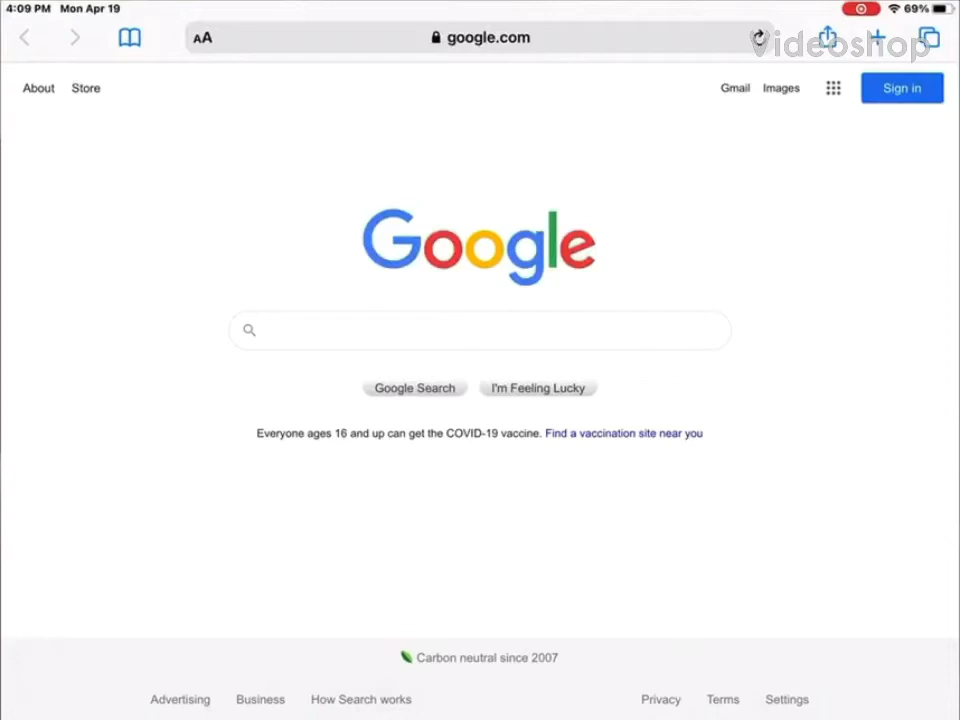 4:09 PM Mon Apr 19 69%
AA google.com
Videoshop
About Store Gmail Images Sign in
Google
Google Search I'm Feeling Lucky
Everyone ages 16 and up can get the COVID-19 vaccine. Find a vaccination site near you
Carbon neutral since 2007
Advertising Business How Search works Privacy Terms Settings